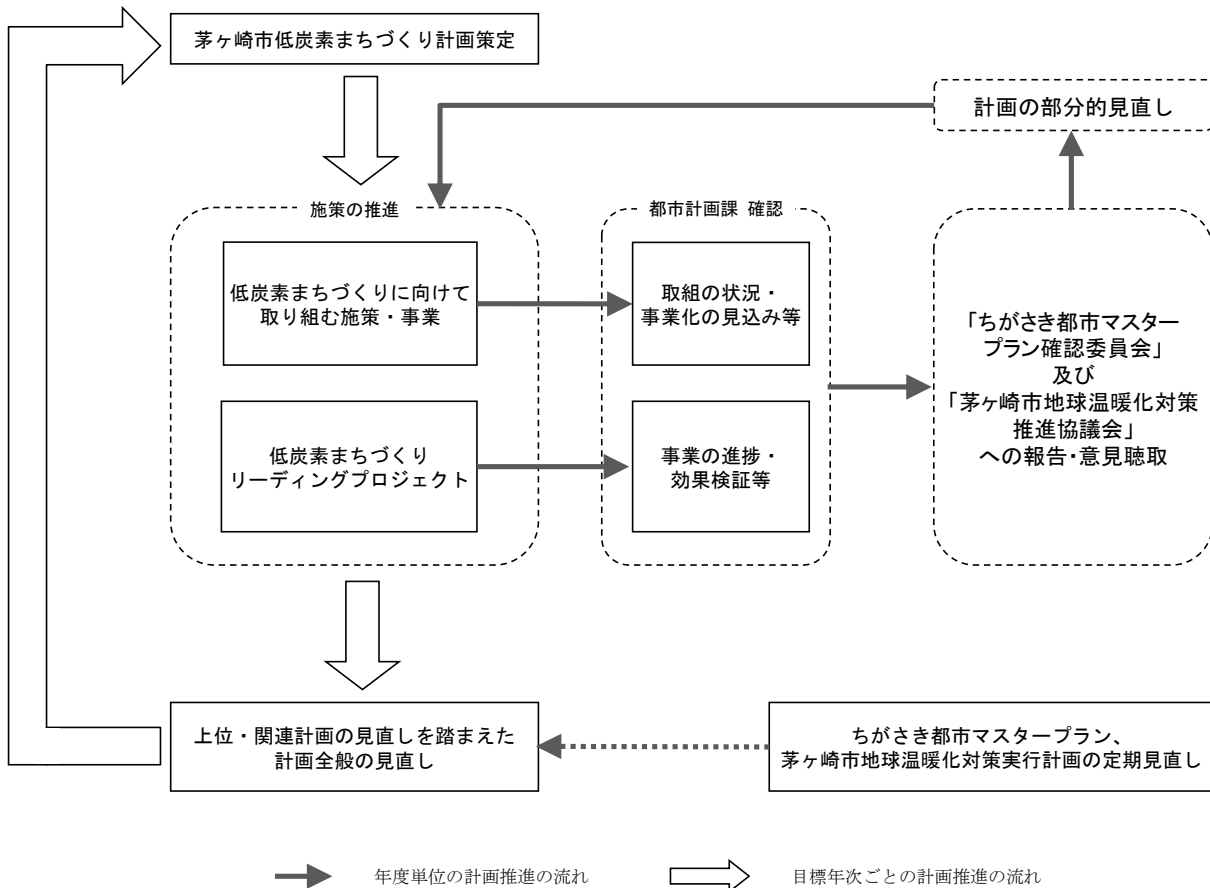 茅ヶ崎市低炭素まちづくり計画策定
計画の部分的見直し
施策の推進
都市計画課 確認
低炭素まちづくりに向けて
取り組む施策・事業
取組の状況・
事業化の見込み等
「ちがさき都市マスター
プラン確認委員会」
及び
「茅ヶ崎市地球温暖化対策
推進協議会」
への報告・意見聴取
低炭素まちづくり
リーディングプロジェクト
事業の進捗・
効果検証等
上位・関連計画の見直しを踏まえた
計画全般の見直し
ちがさき都市マスタープラン、
茅ヶ崎市地球温暖化対策実行計画の定期見直し
年度単位の計画推進の流れ
目標年次ごとの計画推進の流れ